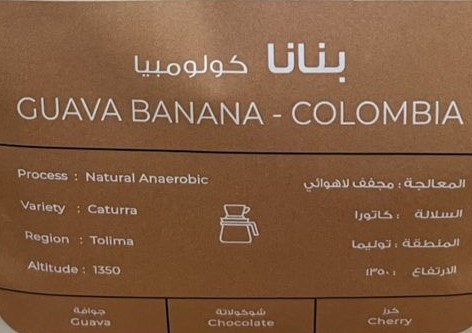 بنانا كولومبيا
GUAVA BANANA - COLOMBIA
Process : Natural Anaerobic
المعالجة : مجفف لاهوائي
Variety : Caturra
السلالة : كاتورا
Region : Tolima
المنطقة : توليما
Altitude : 1350
الارتفاع : ١٣٥٠
جوافة
Guava
شوكولاتة
Chocolate
كرز
Cherry